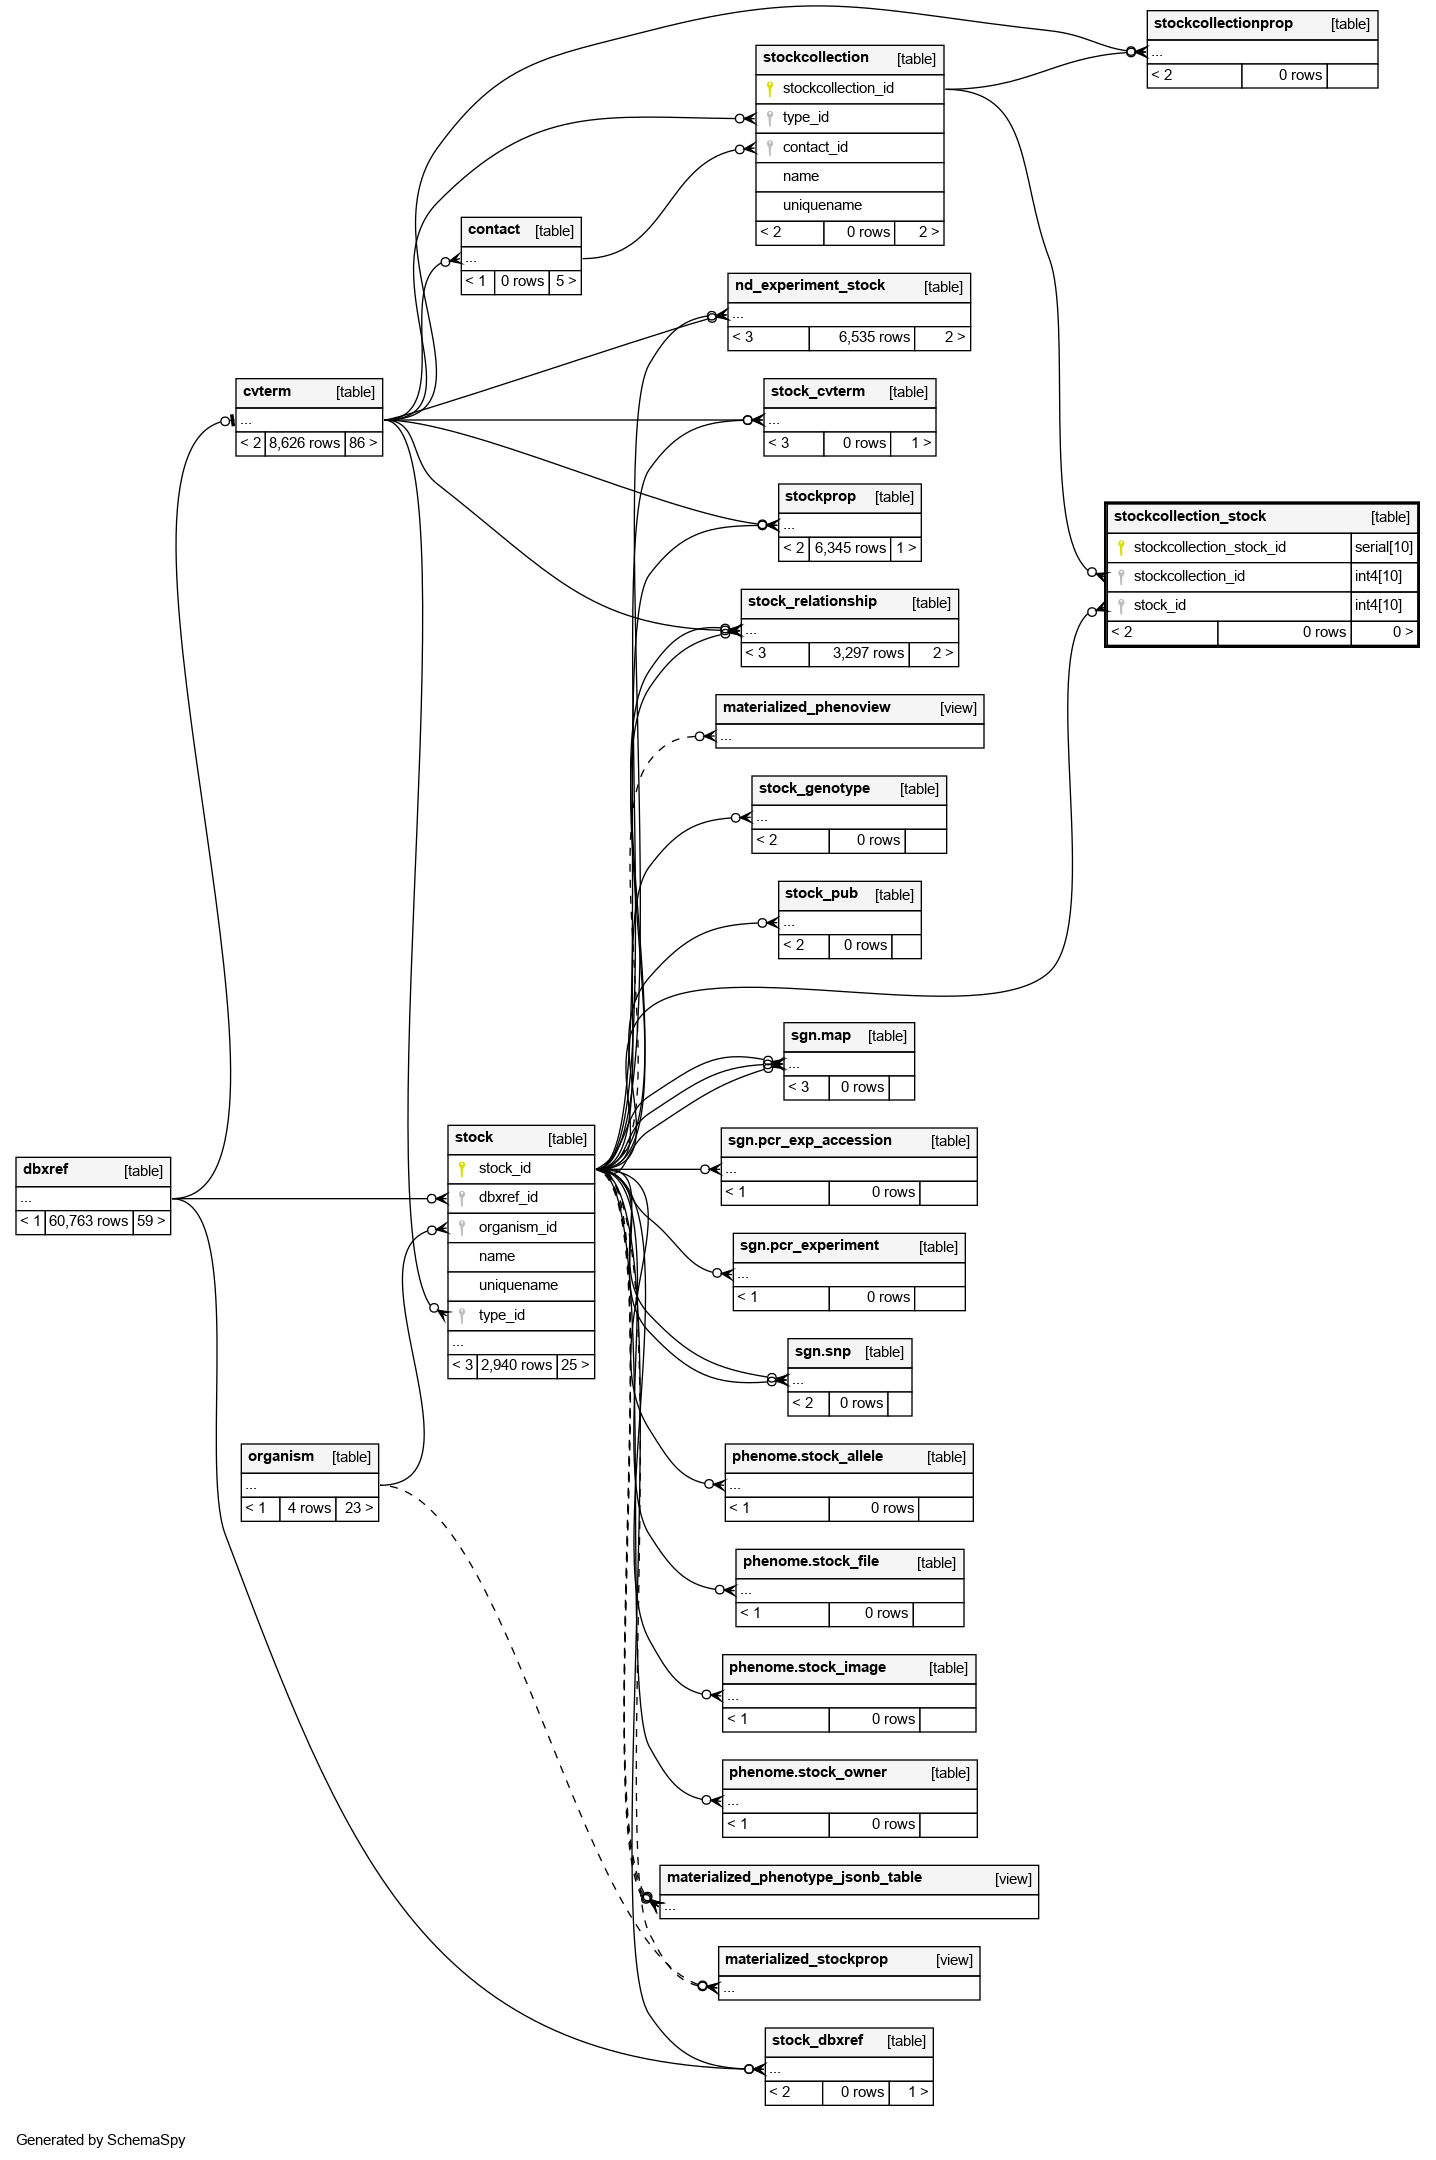 stockcollectionprop [table]
...
< 2 0 rows
stockcollection [table]
stockcollection_id
type_id
contact_id
name
uniquename
< 2 0 rows 2 >
contact [table]
...
< 1 0 rows 5 >
nd_experiment_stock [table]
...
< 3 6,535 rows 2 >
cvterm [table]
...
< 2 8,626 rows 86 >
stock_cvterm [table]
...
< 3 0 rows 1 >
stockprop [table]
...
< 2 6,345 rows 1 >
stockcollection_stock [table]
stockcollection_stock_id serial[10]
stockcollection_id int4[10]
stock_id int4[10]
< 2 0 rows 0 >
stock_relationship [table]
...
< 3 3,297 rows 2 >
materialized_phenoview [view]
...
stock_genotype [table]
...
< 2 0 rows
stock_pub [table]
...
< 2 0 rows
sgn.map [table]
...
< 3 0 rows
stock [table]
stock_id
dbxref_id
organism_id
name
uniquename
type_id
...
< 3 2,940 rows 25 >
sgn.pcr_exp_accession [table]
...
< 1 0 rows
dbxref [table]
...
< 1 60,763 rows 59 >
sgn.pcr_experiment [table]
...
< 1 0 rows
sgn.snp [table]
...
< 2 0 rows
organism [table]
...
< 1 4 rows 23 >
phenome.stock_allele [table]
...
< 1 0 rows
phenome.stock_file [table]
...
< 1 0 rows
phenome.stock_image [table]
...
< 1 0 rows
phenome.stock_owner [table]
...
< 1 0 rows
materialized_phenotype_jsonb_table [view]
...
materialized_stockprop [view]
...
stock_dbxref [table]
...
< 2 0 rows 1 >
Generated by SchemaSpy